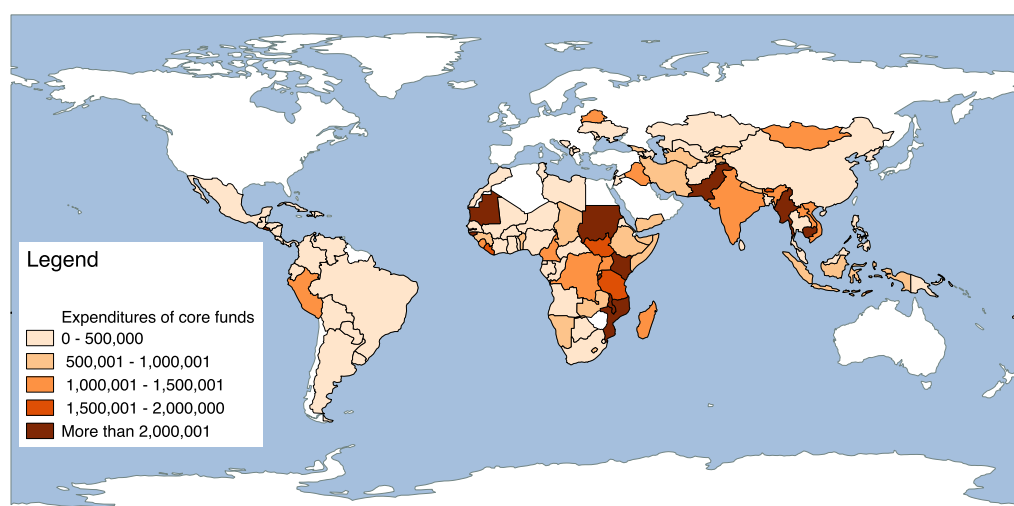 Legend
Expenditures of core funds
0 - 500,000
500,001 - 1,000,001
1,000,001 - 1,500,001
1,500,001 - 2,000,000
More than 2,000,001